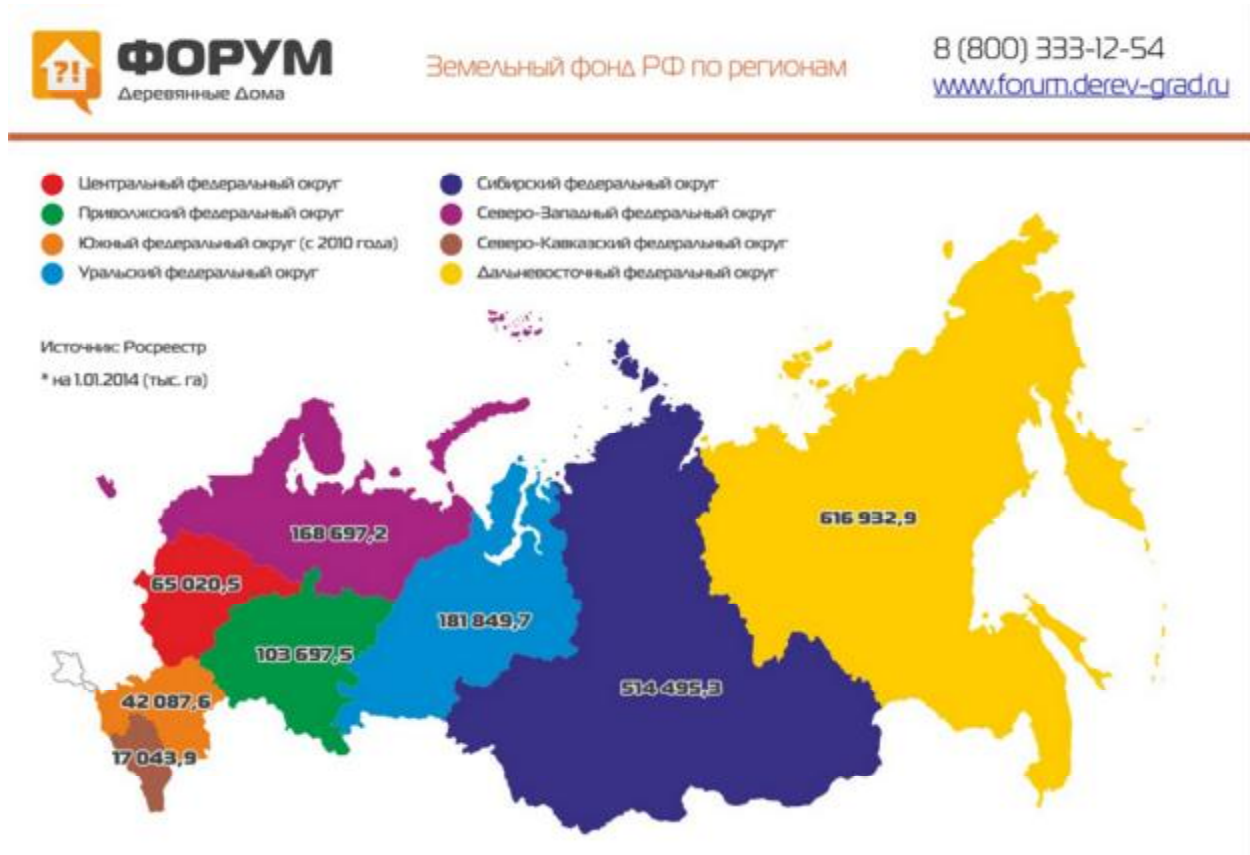 ?!
ФОРУМ
Деревянные Дома
Земельный фонд РФ по регионам
8 (800) 333-12-54
www.forum.derev-grad.ru
Центральный федеральный округ
Приволжский федеральный округ
Южный федеральный округ (с 2010 года)
Уральский федеральный округ
Сибирский федеральный округ
Северо-Западный федеральный округ
Северо-Кавказский федеральный округ
Дальневосточный федеральный округ
Источник: Росреестр
* на 1.01.2014 (тыс. га)
168 697,2
616 932,9
65 020,5
181 849,7
103 697,5
514 495,3
42 087,6
17 043,9